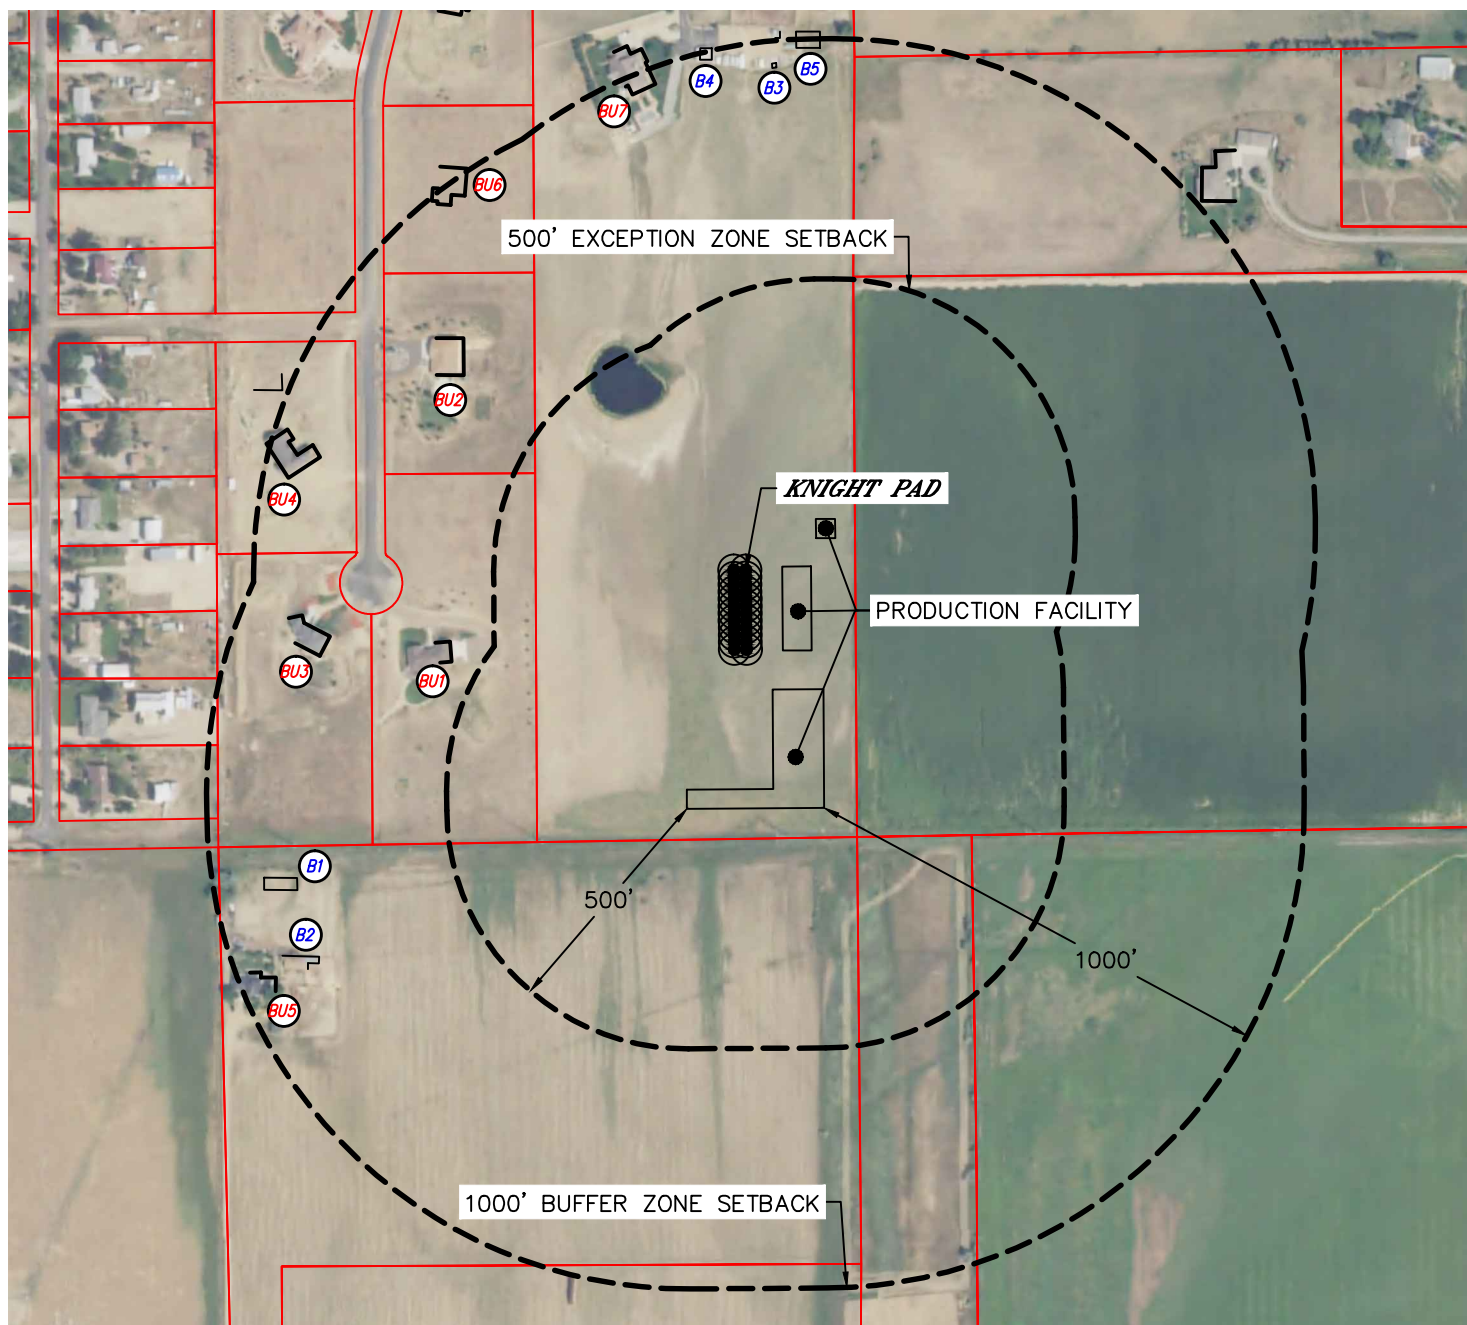 B4
B3
B5
BU7
BU6
500' EXCEPTION ZONE SETBACK
BU2
KNIGHT PAD
BU4
PRODUCTION FACILITY
BU3
BU1
B1
500'
B2
1000'
BU5
1000' BUFFER ZONE SETBACK